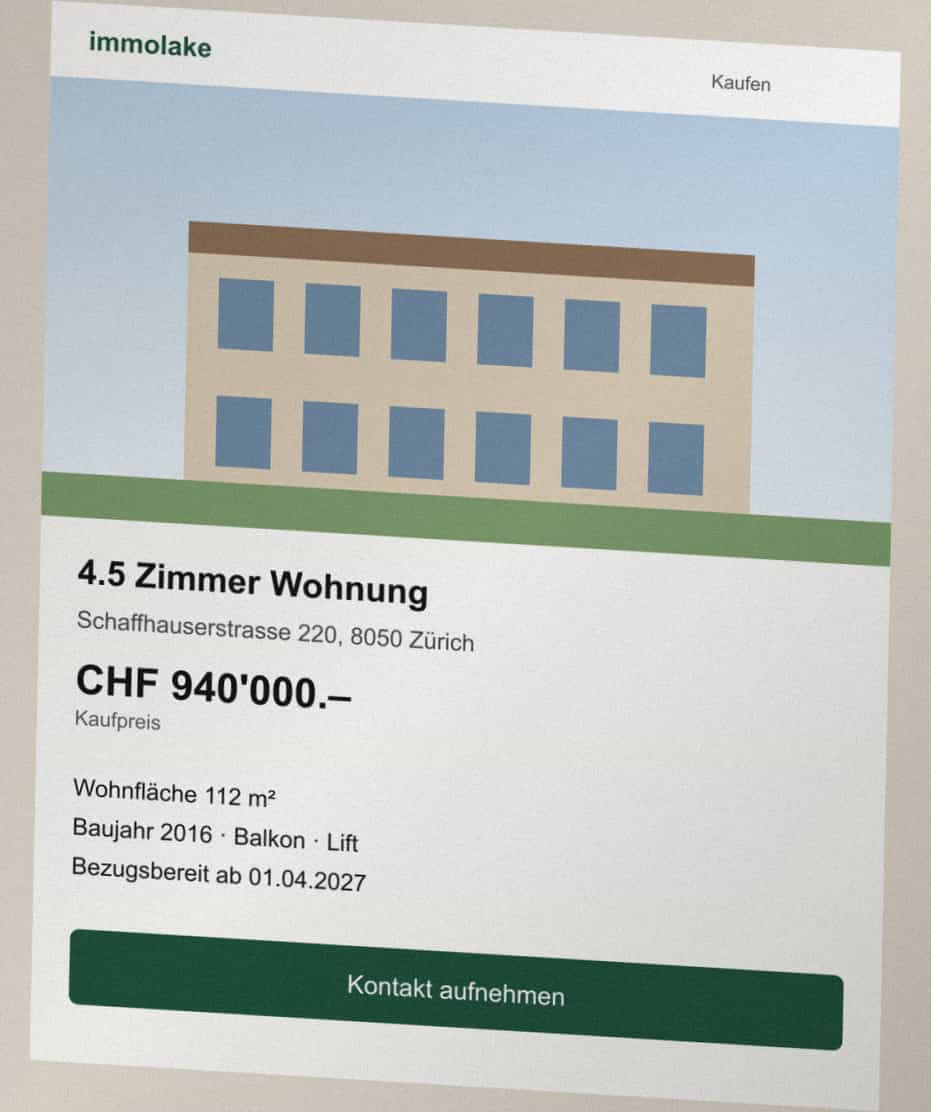 immolake
Kaufen
4.5 Zimmer Wohnung
Schaffhauserstrasse 220, 8050 Zürich
CHF 940'000.–
Kaufpreis
Wohnfläche 112 m²
Baujahr 2016 · Balkon · Lift
Bezugsbereit ab 01.04.2027
Kontakt aufnehmen